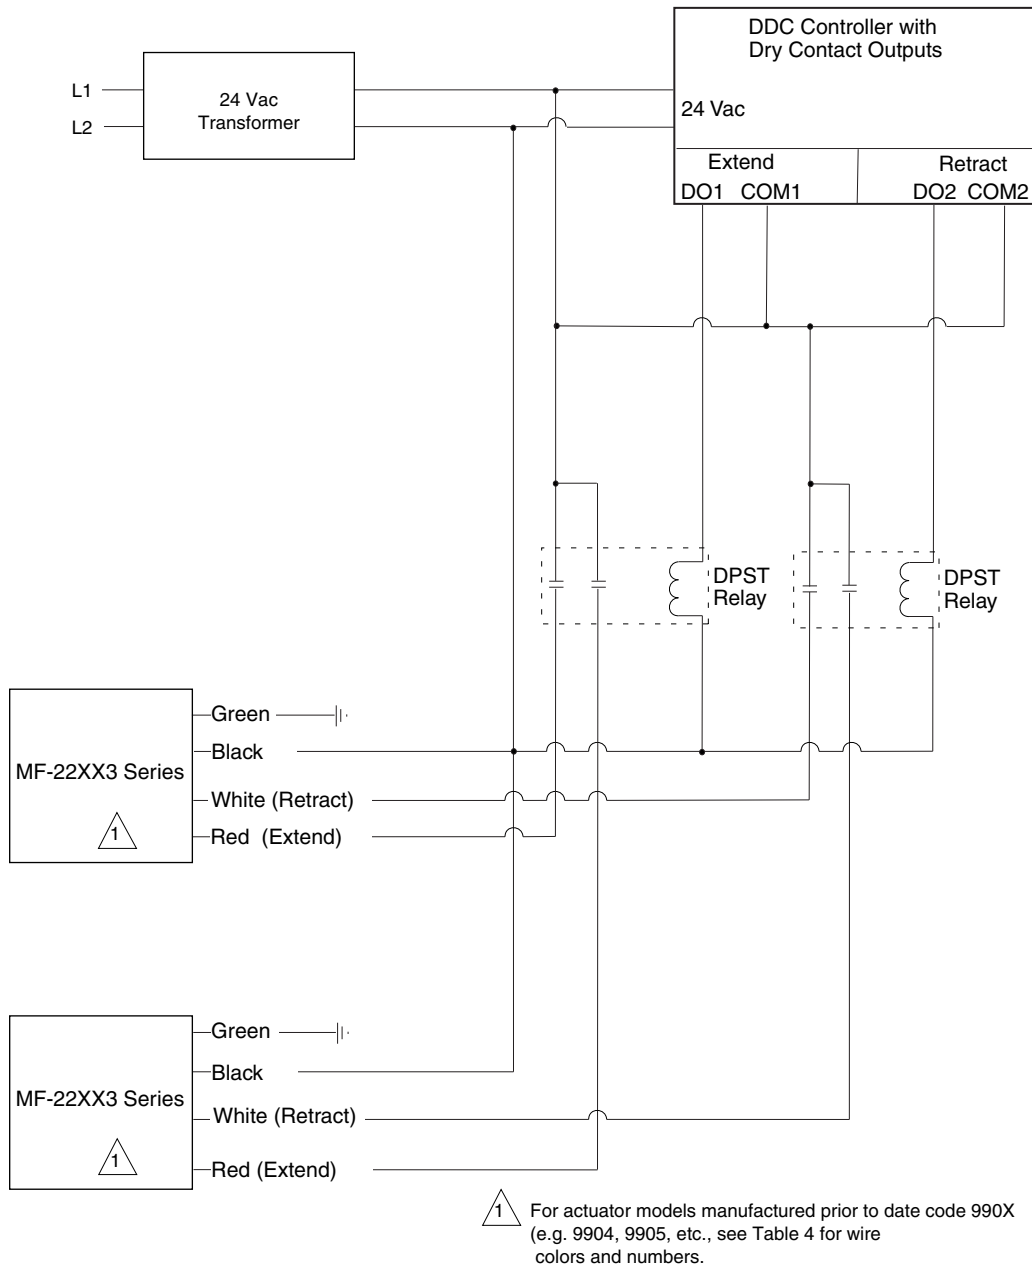 DDC Controller with
Dry Contact Outputs
L1
L2
24 Vac
Transformer
24 Vac
Extend
Retract
DO1 COM1
DO2 COM2
DPST
Relay
DPST
Relay
MF-22XX3 Series
1
Green
Black
White (Retract)
Red (Extend)
MF-22XX3 Series
1
Green
Black
White (Retract)
Red (Extend)
1
For actuator models manufactured prior to date code 990X
(e.g. 9904, 9905, etc., see Table 4 for wire
colors and numbers.